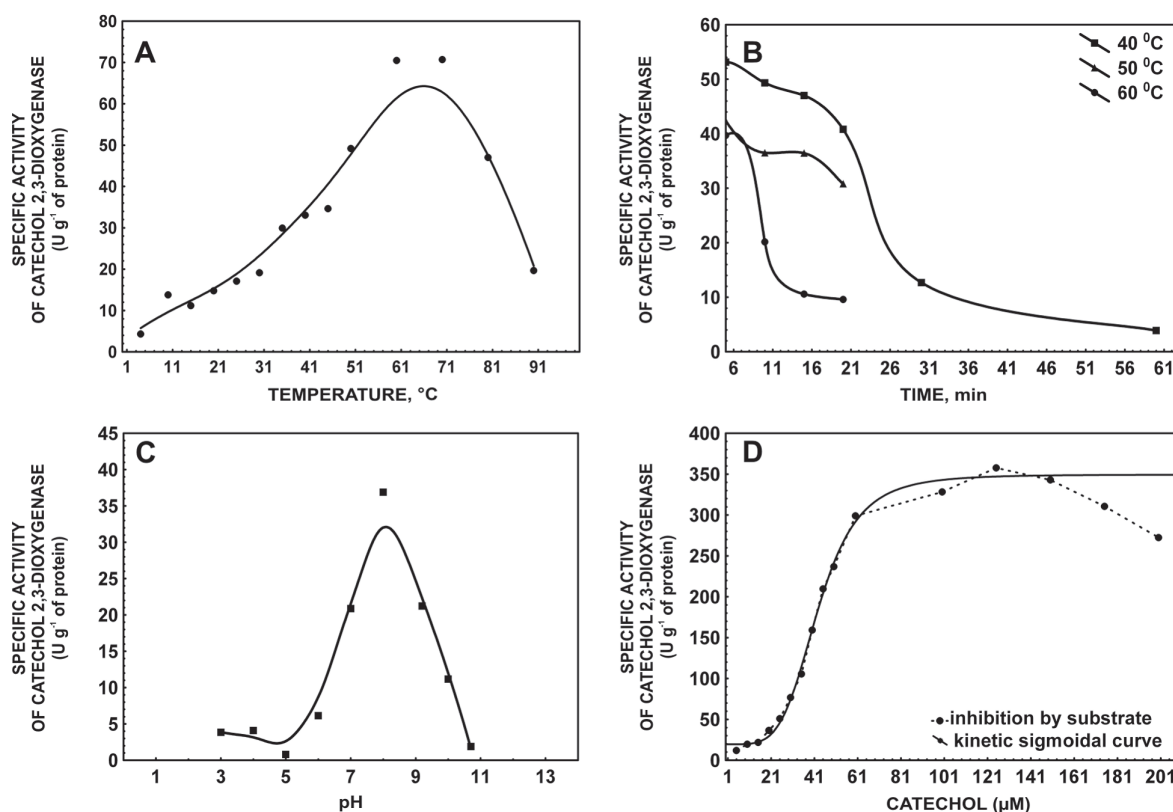 A
SPECIFIC ACTIVITY
OF CATECHOL 2,3-DIOXYGENASE
(U g⁻¹ of protein)
80
70
60
50
40
30
20
10
0
1 11 21 31 41 51 61 71 81 91
TEMPERATURE, °C
B
SPECIFIC ACTIVITY
OF CATECHOL 2,3-DIOXYGENASE
(U g⁻¹ of protein)
60
50
40
30
20
10
0
40 ⁰C
50 ⁰C
60 ⁰C
6 11 16 21 26 31 36 41 46 51 56 61
TIME, min
C
SPECIFIC ACTIVITY
OF CATECHOL 2,3-DIOXYGENASE
(U g⁻¹ of protein)
45
40
35
30
25
20
15
10
5
0
1 3 5 7 9 11 13
pH
D
SPECIFIC ACTIVITY
OF CATECHOL 2,3-DIOXYGENASE
(U g⁻¹ of protein)
400
350
300
250
200
150
100
50
0
inhibition by substrate
kinetic sigmoidal curve
1 21 41 61 81 101 121 141 161 181 201
CATECHOL (µM)